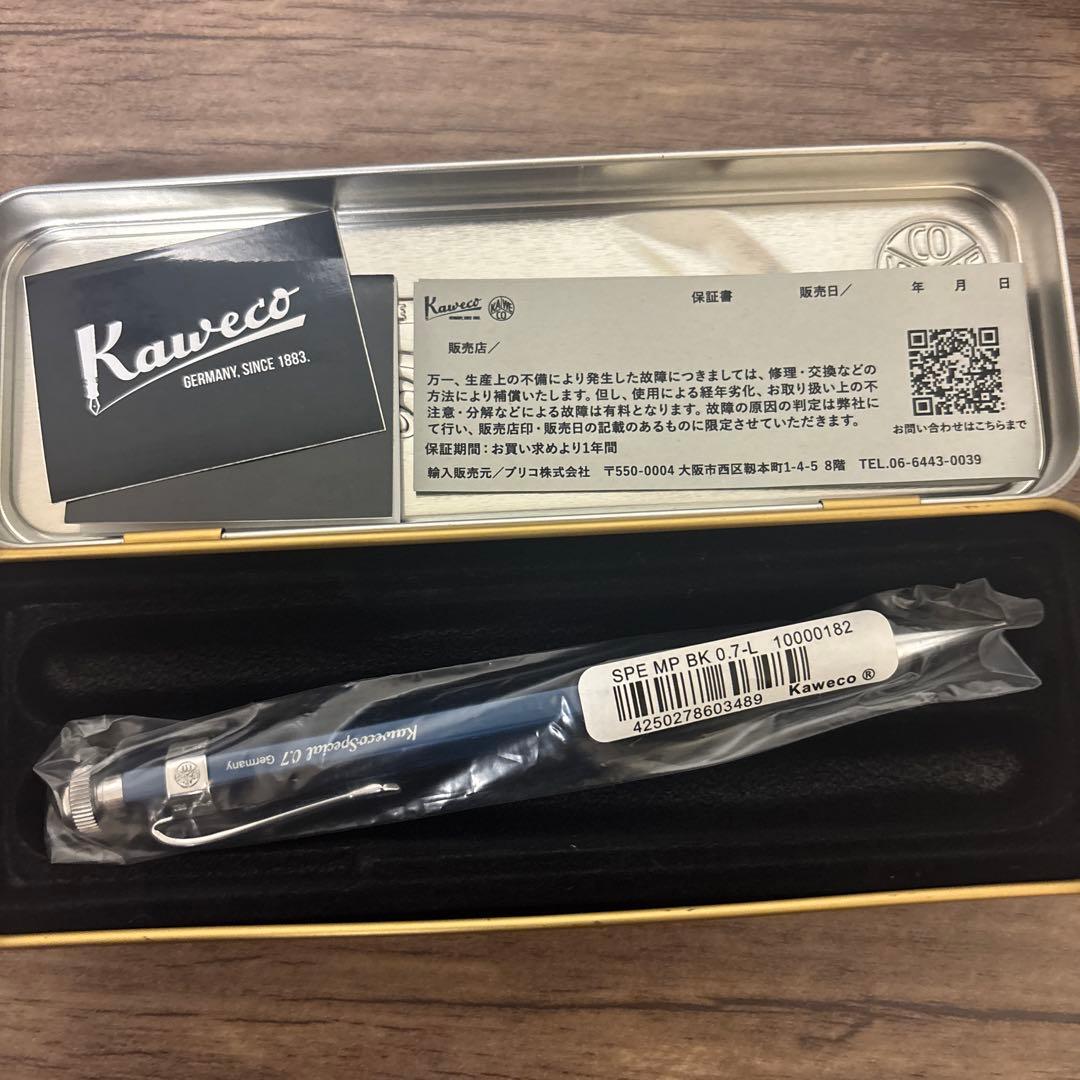 Kaweco
GERMANY, SINCE 1883.
Kaweco
GERMANY, SINCE 1883.
KAWE
CO
保証書
販売日／ 年 月 日
販売店／
万一、生産上の不備により発生した故障につきましては、修理・交換などの
方法により補償いたします。但し、使用による経年劣化、お取り扱い上の不
注意・分解などによる故障は有料となります。故障の原因の判定は弊社に
て行い、販売店印・販売日の記載のあるものに限定させていただきます。
保証期間：お買い求めより1年間
輸入販売元／プリコ株式会社 〒550-0004 大阪市西区靱本町1-4-5 8階 TEL.06-6443-0039
お問い合わせはこちらまで
CO
SPE MP BK 0.7-L 10000182
4250278603489 Kaweco ®
KawecoSpecial 0.7 Germany